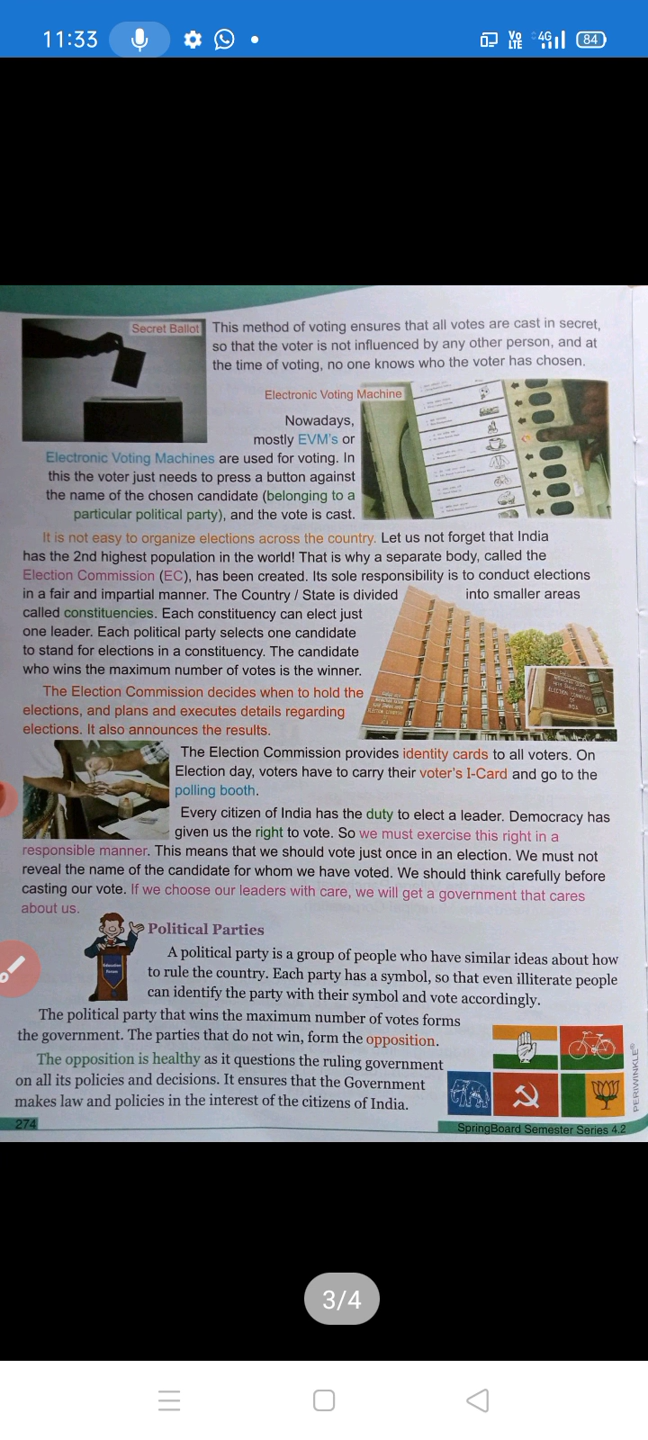 11:33
Vo
LTE
4G
84
Secret Ballot
This method of voting ensures that all votes are cast in secret,
so that the voter is not influenced by any other person, and at
the time of voting, no one knows who the voter has chosen.
Electronic Voting Machine
Nowadays,
mostly EVM's or
Electronic Voting Machines are used for voting. In
this the voter just needs to press a button against
the name of the chosen candidate (belonging to a
particular political party), and the vote is cast.
It is not easy to organize elections across the country. Let us not forget that India
has the 2nd highest population in the world! That is why a separate body, called the
Election Commission (EC), has been created. Its sole responsibility is to conduct elections
in a fair and impartial manner. The Country / State is divided into smaller areas
called constituencies. Each constituency can elect just
one leader. Each political party selects one candidate
to stand for elections in a constituency. The candidate
who wins the maximum number of votes is the winner.
ELECTION COMMISSION
OF
INDIA
The Election Commission decides when to hold the
elections, and plans and executes details regarding
elections. It also announces the results.
The Election Commission provides identity cards to all voters. On
Election day, voters have to carry their voter's I-Card and go to the
polling booth.
Every citizen of India has the duty to elect a leader. Democracy has
given us the right to vote. So we must exercise this right in a
responsible manner. This means that we should vote just once in an election. We must not
reveal the name of the candidate for whom we have voted. We should think carefully before
casting our vote. If we choose our leaders with care, we will get a government that cares
about us.
Political Parties
A political party is a group of people who have similar ideas about how
to rule the country. Each party has a symbol, so that even illiterate people
can identify the party with their symbol and vote accordingly.
The political party that wins the maximum number of votes forms
the government. The parties that do not win, form the opposition.
The opposition is healthy as it questions the ruling government
on all its policies and decisions. It ensures that the Government
makes law and policies in the interest of the citizens of India.
PERIWINKLE®
274
SpringBoard Semester Series 4.2
3/4